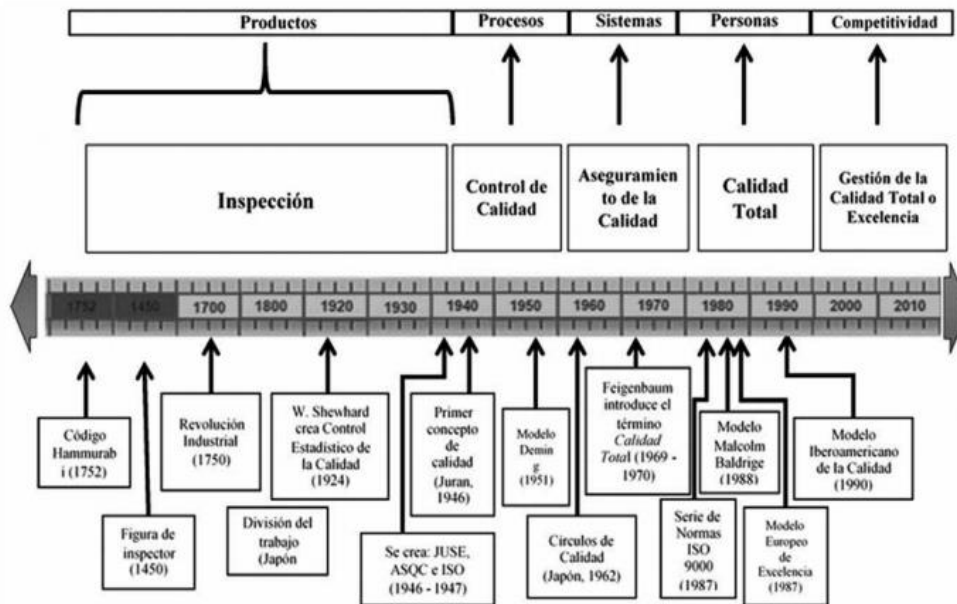 Productos
Procesos
Sistemas
Personas
Competitividad
Inspección
Control de
Calidad
Aseguramien
to de la
Calidad
Calidad
Total
Gestión de la
Calidad Total o
Excelencia
1752
1450
1700
1800
1920
1930
1940
1950
1960
1970
1980
1990
2000
2010
Código
Hammurab
i (1752)
Figura de
inspector
(1450)
Revolución
Industrial
(1750)
División del
trabajo
(Japón
W. Shewhard
crea Control
Estadístico de
la Calidad
(1924)
Se crea: JUSE,
ASQC e ISO
(1946 - 1947)
Primer
concepto
de
calidad
(Juran,
1946)
Modelo
Demin
g
(1951)
Círculos de
Calidad
(Japón, 1962)
Feigenbaum
introduce el
término
Calidad
Total (1969 -
1970)
Serie de
Normas
ISO
9000
(1987)
Modelo
Malcolm
Baldrige
(1988)
Modelo
Europeo
de
Excelencia
(1987)
Modelo
Iberoamericano
de la Calidad
(1990)